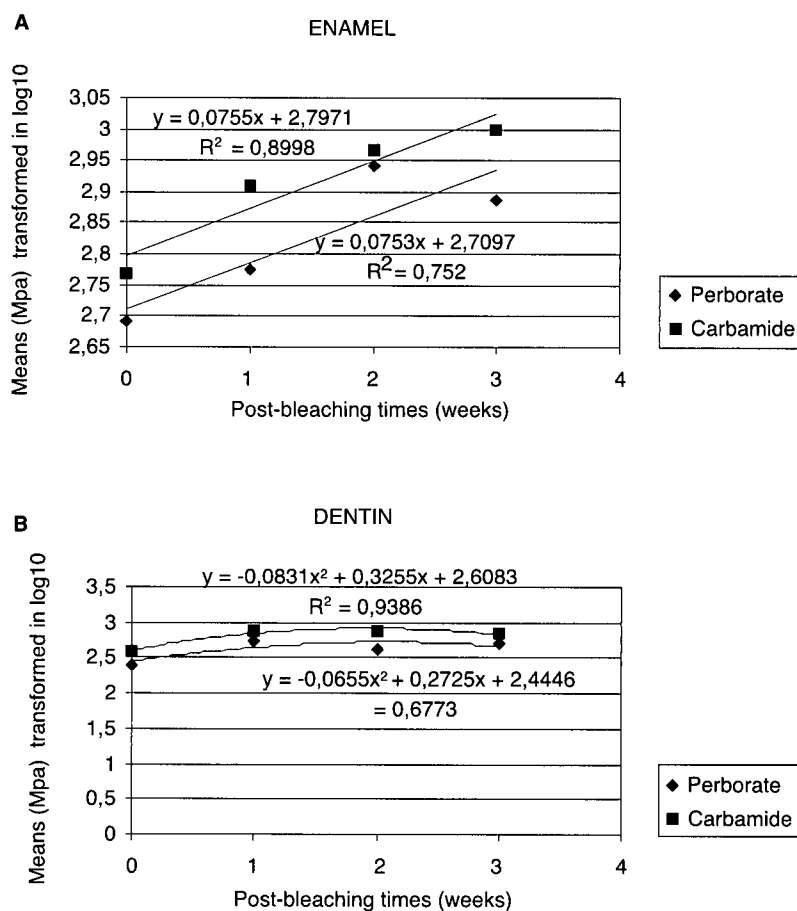 A
ENAMEL
Means (Mpa) transformed in log10
3,05
3
2,95
2,9
2,85
2,8
2,75
2,7
2,65
y = 0,0755x + 2,7971
R² = 0,8998
y = 0,0753x + 2,7097
R² = 0,752
0 1 2 3 4
Post-bleaching times (weeks)
Perborate
Carbamide
B
DENTIN
Means (Mpa) transformed in log10
3,5
3
2,5
2
1,5
1
0,5
0
y = -0,0831x² + 0,3255x + 2,6083
R² = 0,9386
y = -0,0655x² + 0,2725x + 2,4446
= 0,6773
0 1 2 3 4
Post-bleaching times (weeks)
Perborate
Carbamide